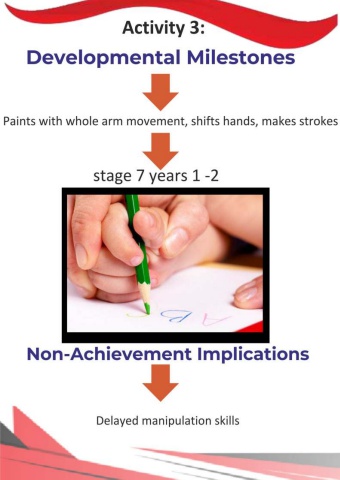 Activity 3:
Developmental Milestones
Paints with whole arm movement, shifts hands, makes strokes
stage 7 years 1 -2
A B C
Non-Achievement Implications
Delayed manipulation skills